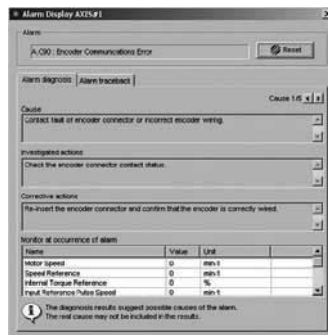 Alarm Display AXIS#1
Alarm
A.C90 : Encoder Communications Error
Reset
Alarm diagnosis
Alarm traceback
Cause 1/5
Cause
Contact fault of encoder connector or incorrect encoder wiring.
Investigated actions
Check the encoder connector contact status.
Corrective actions
Re-insert the encoder connector and confirm that the encoder is correctly wired.
Monitor at occurrence of alarm
Name Value Unit
Motor Speed 0 min-1
Speed Reference 0 min-1
Internal Torque Reference 0 %
Input Reference Pulse Speed 0 min-1
The diagnosis results suggest possible causes of the alarm.
The real cause may not be included in the results.